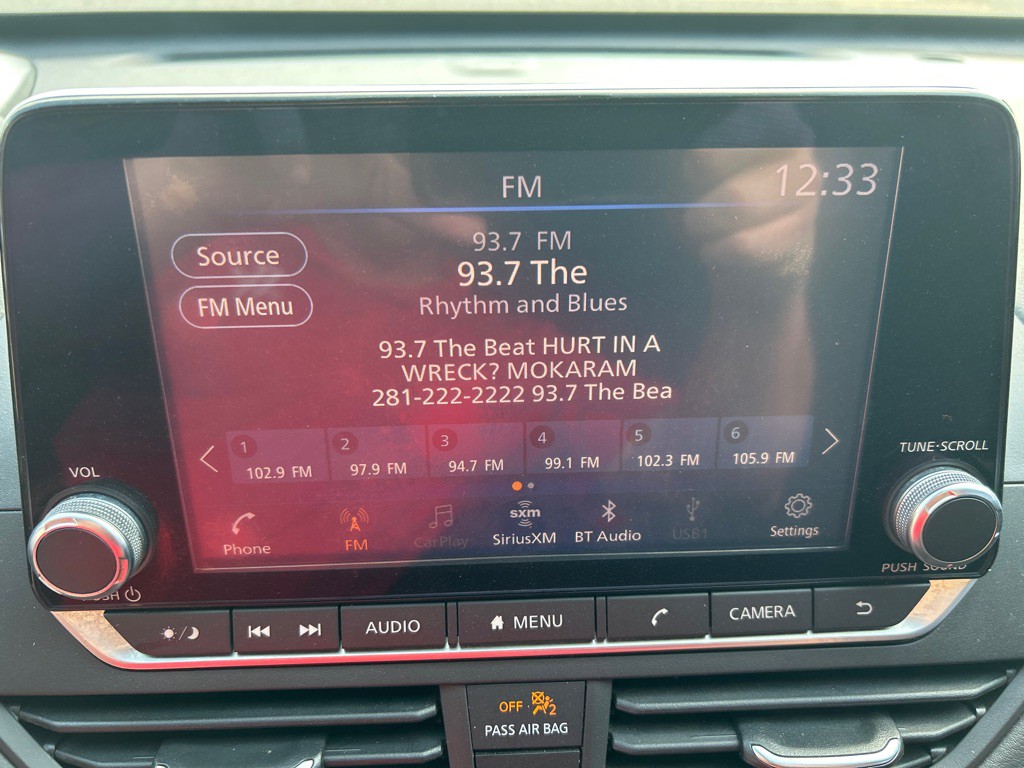 FM
12:33
Source
FM Menu
93.7 FM
93.7 The
Rhythm and Blues
93.7 The Beat HURT IN A
WRECK? MOKARAM
281-222-2222 93.7 The Bea
1 102.9 FM
2 97.9 FM
3 94.7 FM
4 99.1 FM
5 102.3 FM
6 105.9 FM
VOL
TUNE·SCROLL
Phone
FM
CarPlay
sxm
SiriusXM
BT Audio
USB1
Settings
PUSH
PUSH SOUND
AUDIO
MENU
CAMERA
OFF 2
PASS AIR BAG